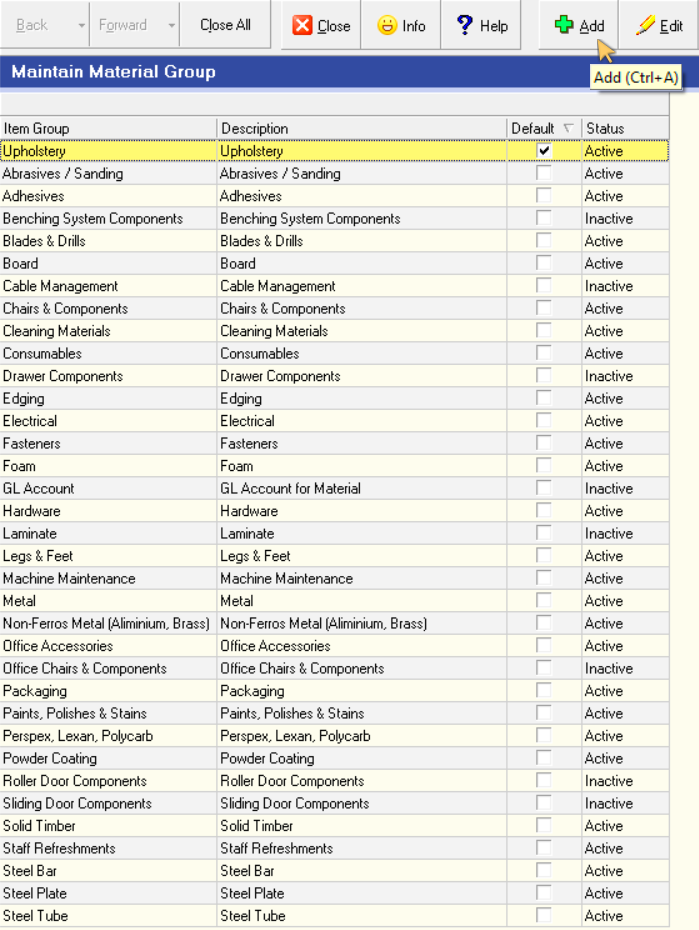 Back Forward Close All Close Info Help Add Edit
Maintain Material Group
Add (Ctrl+A)
Item Group Description Default Status
Upholstery Upholstery Active
Abrasives / Sanding Abrasives / Sanding Active
Adhesives Adhesives Active
Benching System Components Benching System Components Inactive
Blades & Drills Blades & Drills Active
Board Board Active
Cable Management Cable Management Inactive
Chairs & Components Chairs & Components Active
Cleaning Materials Cleaning Materials Active
Consumables Consumables Active
Drawer Components Drawer Components Inactive
Edging Edging Active
Electrical Electrical Active
Fasteners Fasteners Active
Foam Foam Active
GL Account GL Account for Material Inactive
Hardware Hardware Active
Laminate Laminate Inactive
Legs & Feet Legs & Feet Active
Machine Maintenance Machine Maintenance Active
Metal Metal Active
Non-Ferros Metal (Aliminium, Brass) Non-Ferros Metal (Aliminium, Brass) Active
Office Accessories Office Accessories Active
Office Chairs & Components Office Chairs & Components Inactive
Packaging Packaging Active
Paints, Polishes & Stains Paints, Polishes & Stains Active
Perspex, Lexan, Polycarb Perspex, Lexan, Polycarb Active
Powder Coating Powder Coating Active
Roller Door Components Roller Door Components Inactive
Sliding Door Components Sliding Door Components Inactive
Solid Timber Solid Timber Active
Staff Refreshments Staff Refreshments Active
Steel Bar Steel Bar Active
Steel Plate Steel Plate Active
Steel Tube Steel Tube Active